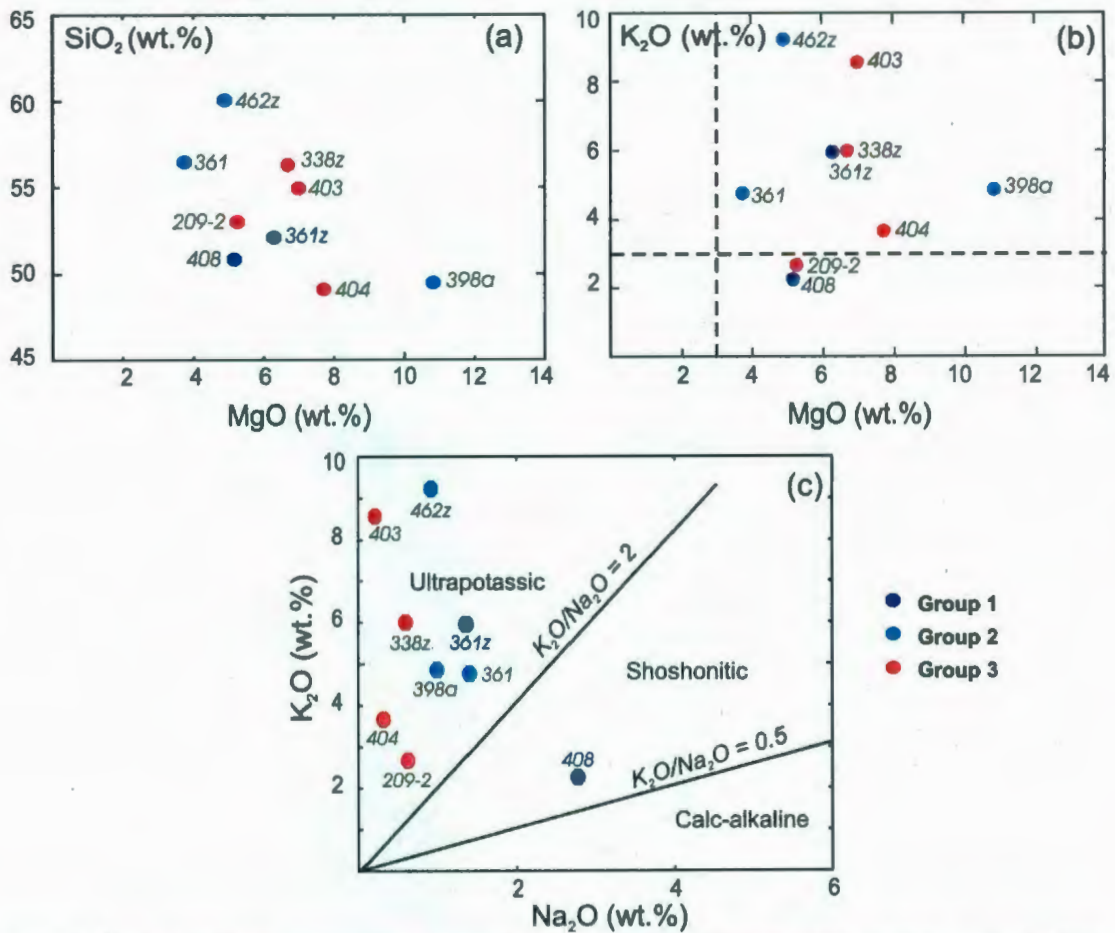 SiO₂ (wt.%)
(a)
65
60
55
50
45
462z
361
338z
403
209-2
361z
408
404
398a
2
4
6
8
10
12
14
MgO (wt.%)
K₂O (wt.%)
(b)
10
8
6
4
2
462z
403
338z
361z
361
398a
404
209-2
408
2
4
6
8
10
12
14
MgO (wt.%)
(c)
10
8
6
4
2
K₂O (wt.%)
462z
403
Ultrapotassic
K₂O/Na₂O = 2
338z
361z
398a
361
Shoshonitic
404
209-2
408
K₂O/Na₂O = 0.5
Calc-alkaline
2
4
6
Na₂O (wt.%)
Group 1
Group 2
Group 3